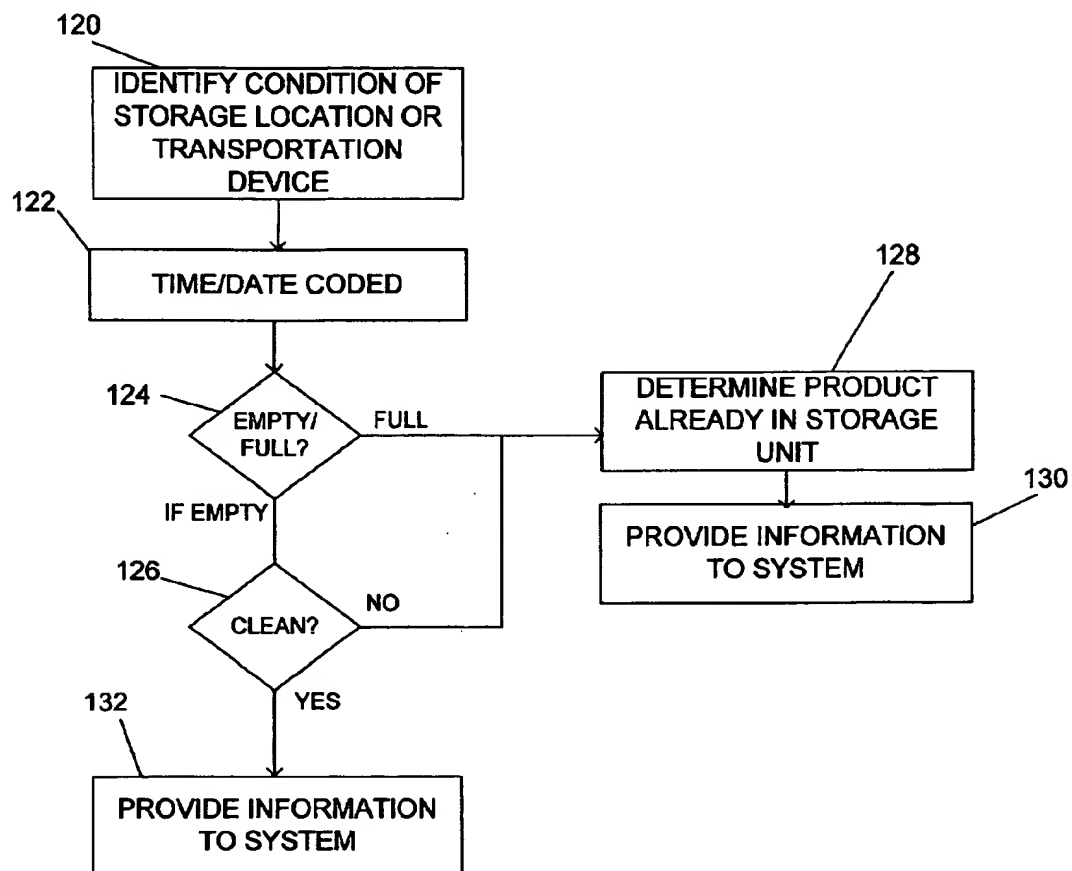 120
IDENTIFY CONDITION OF
STORAGE LOCATION OR
TRANSPORTATION
DEVICE
122
TIME/DATE CODED
124
EMPTY/
FULL?
FULL
IF EMPTY
128
DETERMINE PRODUCT
ALREADY IN STORAGE
UNIT
130
PROVIDE INFORMATION
TO SYSTEM
126
CLEAN?
NO
YES
132
PROVIDE INFORMATION
TO SYSTEM